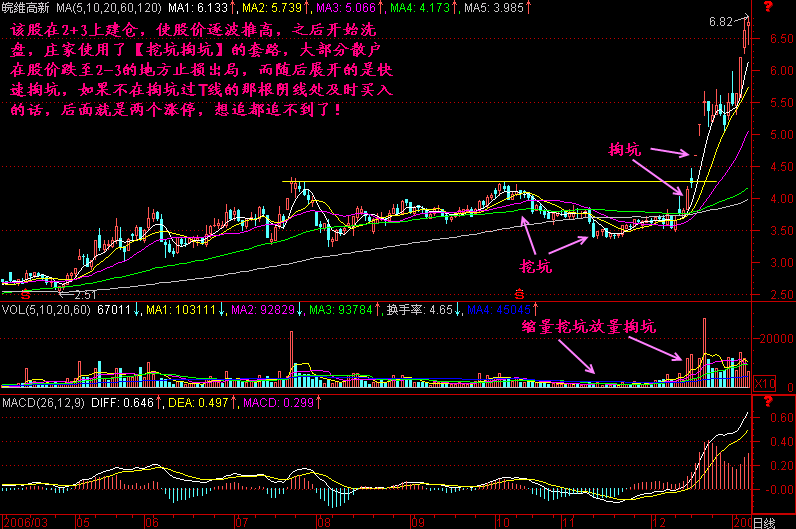 皖维高新 MA(5,10,20,60,120) MA1: 6.133↑, MA2: 5.739↑, MA3: 5.066↑, MA4: 4.173↑, MA5: 3.985↑
该股在2+3上建仓，使股价逐波推高，之后开始洗
盘，庄家使用了【挖坑掏坑】的套路，大部分散户
在股价跌至2-3的地方止损出局，而随后展开的是快
速掏坑，如果不在掏坑过T线的那根阴线处及时买入
的话，后面就是两个涨停，想追都追不到了！
6.82
?
6.50
5.50
5.00
掏坑
4.50
4.00
3.50
挖坑
3.00
2.50
2.51
S
S
VOL(5,10,20,60) 67011↓, MA1: 103111↓, MA2: 92829↓, MA3: 93784↑, 换手率: 4.65↓, MA4: 45045↑
缩量挖坑放量掏坑
20000
X10
0
MACD(26,12,9) DIFF: 0.646↑, DEA: 0.497↑, MACD: 0.299↑
?
0.60
0.40
0.20
-0.00
2006/03 05 06 07 08 09 10 11 12 200 日线